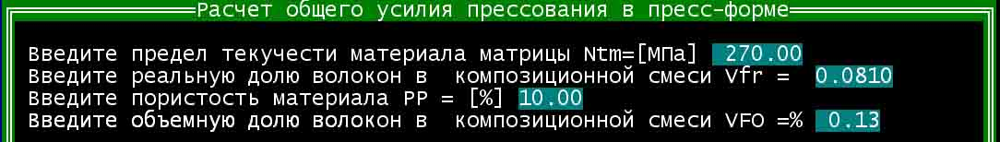 Расчет общего усилия прессования в пресс-форме
Введите предел текучести материала матрицы Ntm=[МПа] 270.00
Введите реальную долю волокон в композиционной смеси Vfr = 0.0810
Введите пористость материала PP = [%] 10.00
Введите объемную долю волокон в композиционной смеси VFO =% 0.13